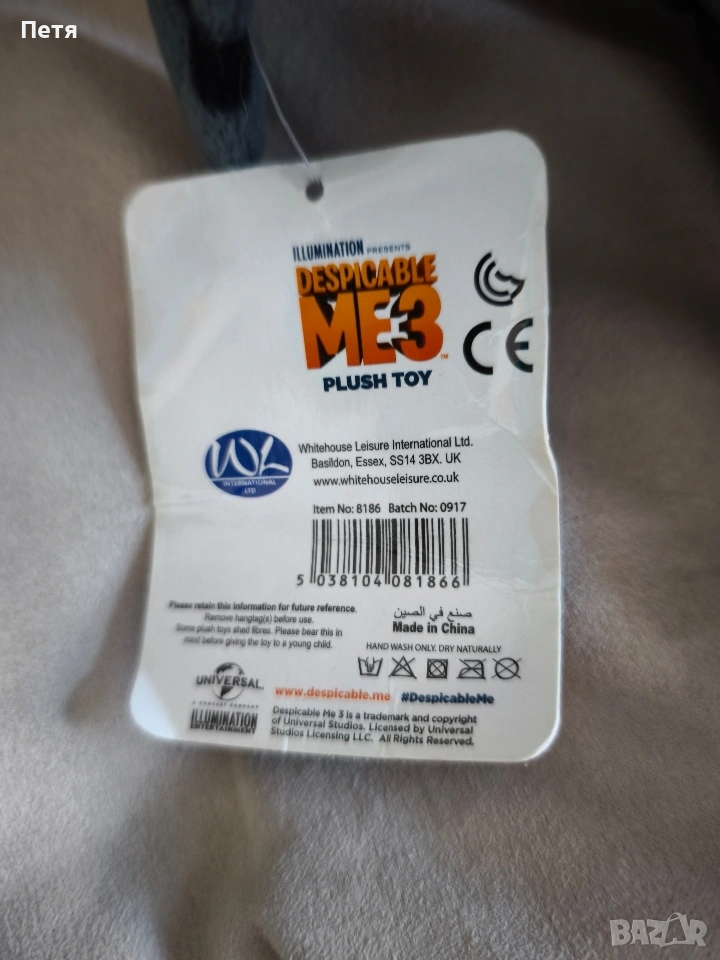 Петя
ILLUMINATION PRESENTS
DESPICABLE
ME3
™
PLUSH TOY
CE
WL
INTERNATIONAL
LTD
Whitehouse Leisure International Ltd.
Basildon, Essex, SS14 3BX. UK
www.whitehouseleisure.co.uk
Item No: 8186 Batch No: 0917
5 038104 081866
Please retain this information for future reference.
Remove hangtag(s) before use.
Some plush toys shed fibres. Please bear this in
mind before giving the toy to a young child.
صنع في الصين
Made in China
HAND WASH ONLY. DRY NATURALLY
UNIVERSAL
A COMCAST COMPANY
ILLUMINATION
ENTERTAINMENT
www.despicable.me #DespicableMe
Despicable Me 3 is a trademark and copyright
of Universal Studios. Licensed by Universal
Studios Licensing LLC. All Rights Reserved.
BAZAR